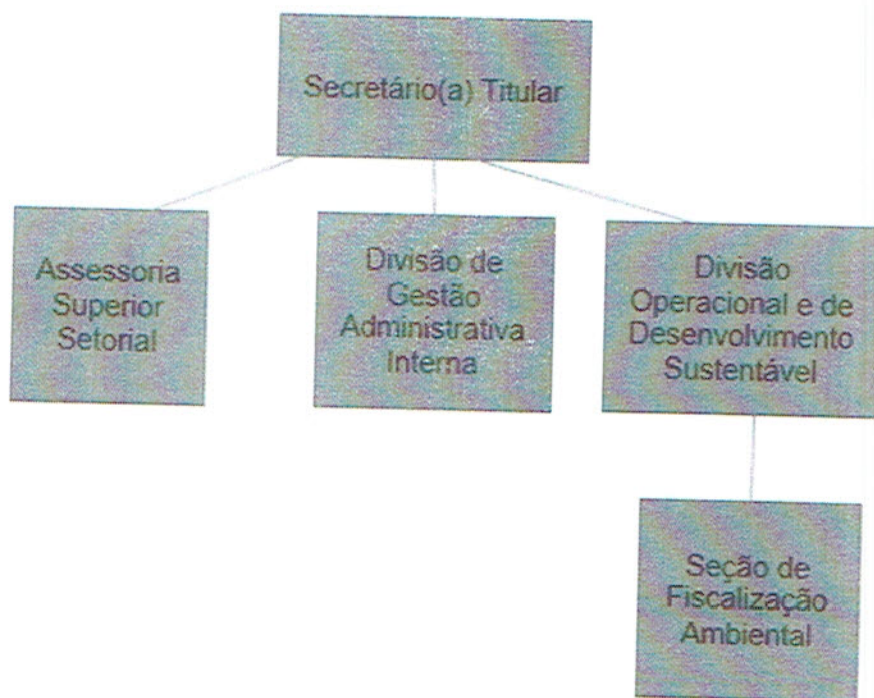 Secretário(a) Titular
Assessoria
Superior
Setorial
Divisão de
Gestão
Administrativa
Interna
Divisão
Operacional e de
Desenvolvimento
Sustentável
Seção de
Fiscalização
Ambiental